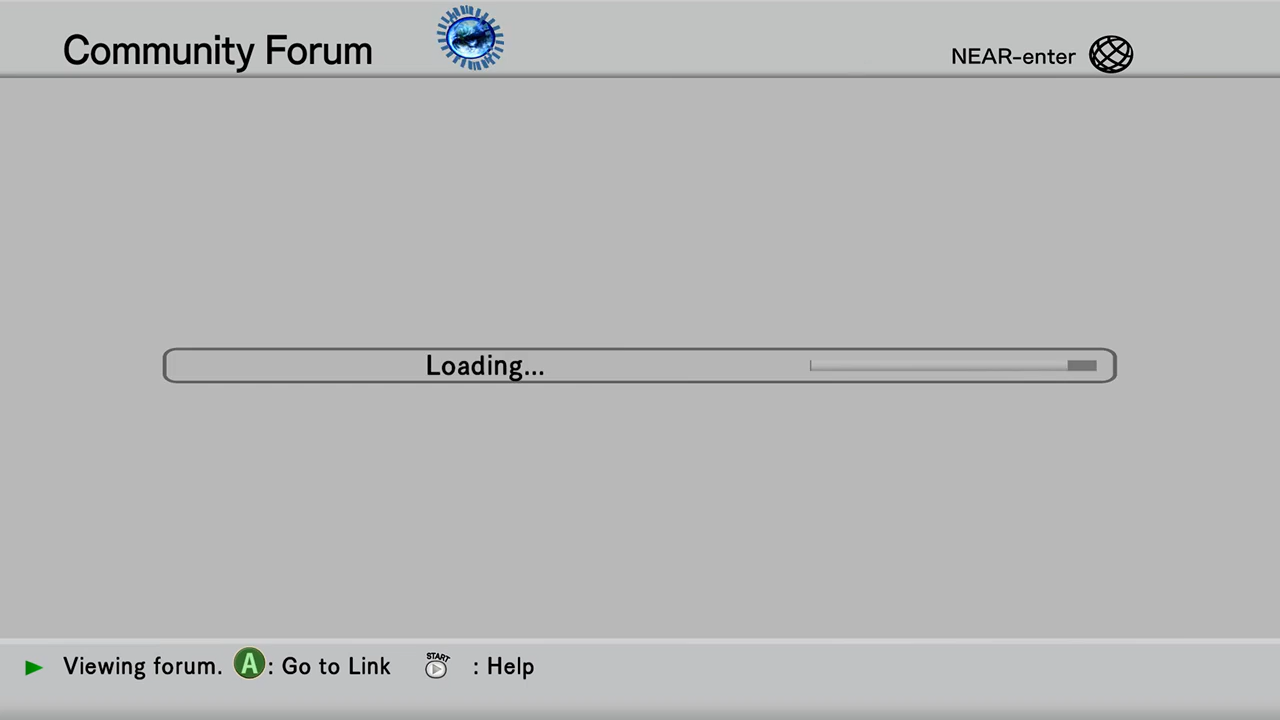 Community Forum
NEAR-enter
Loading...
Viewing forum. A : Go to Link START : Help